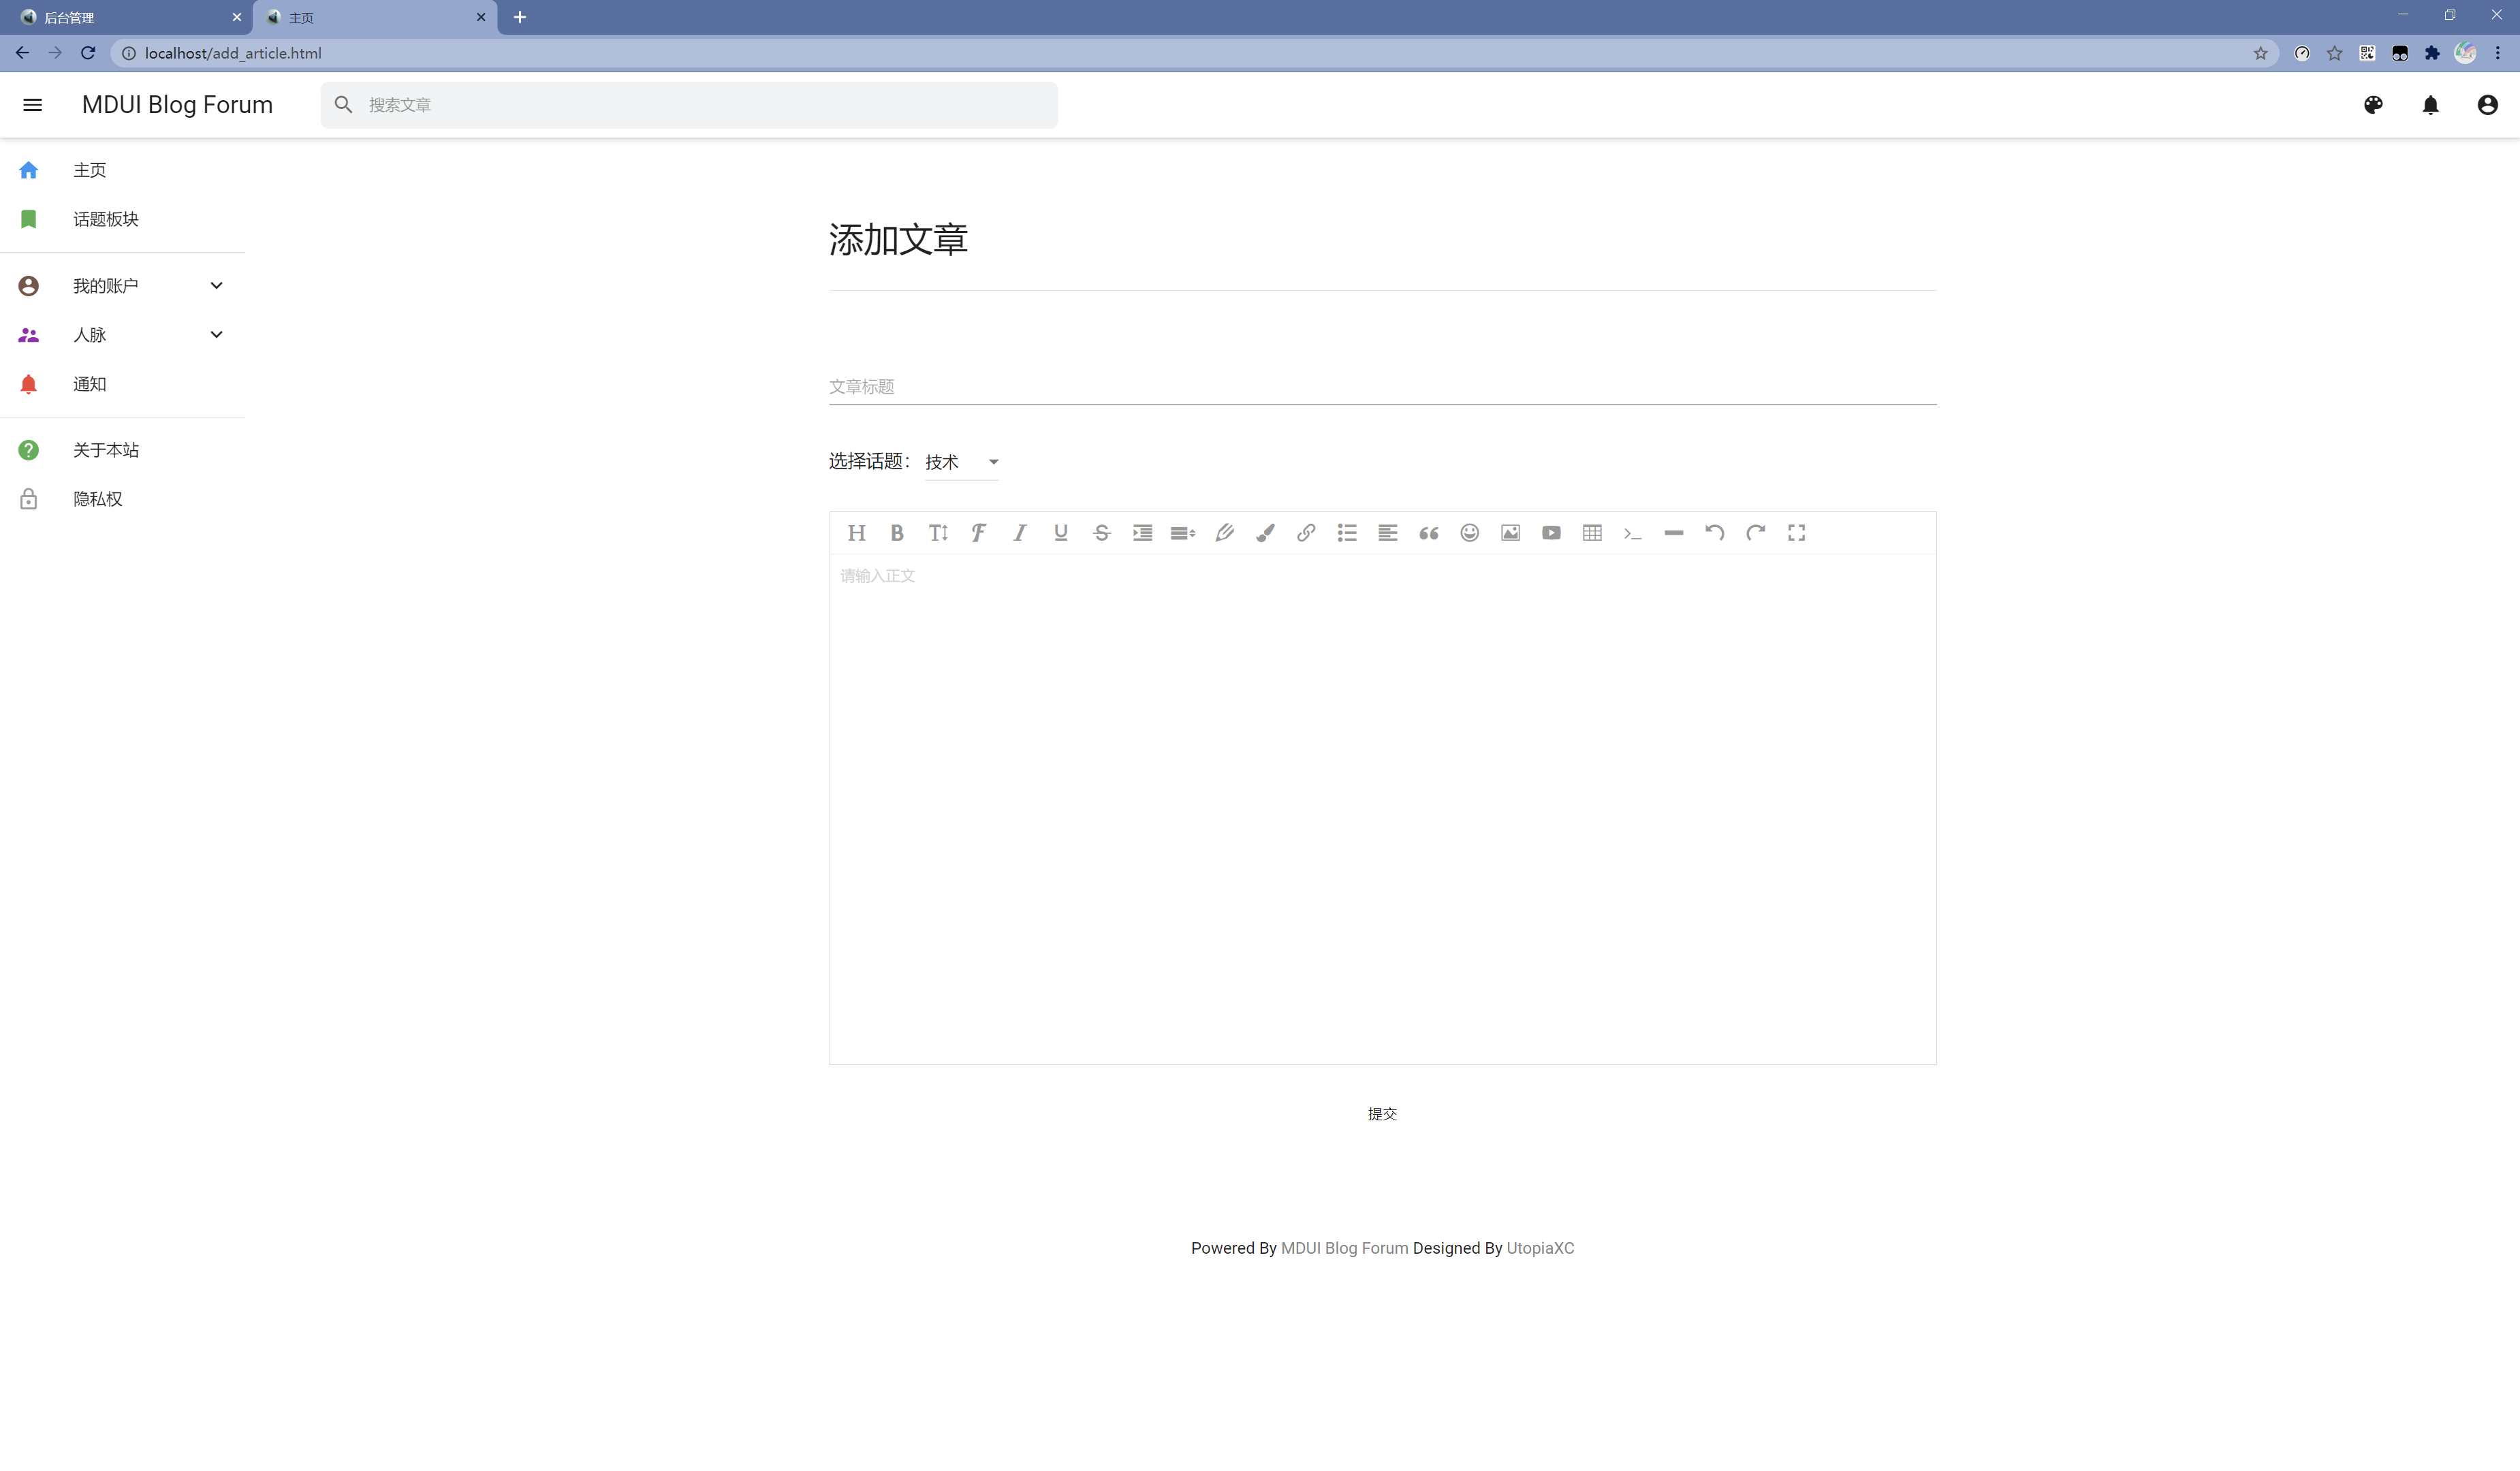 后台管理
主页
localhost/add_article.html
MDUI Blog Forum
搜索文章
主页
话题板块
我的账户
人脉
通知
关于本站
隐私权
添加文章
文章标题
选择话题： 技术
请输入正文
提交
Powered By MDUI Blog Forum Designed By UtopiaXC